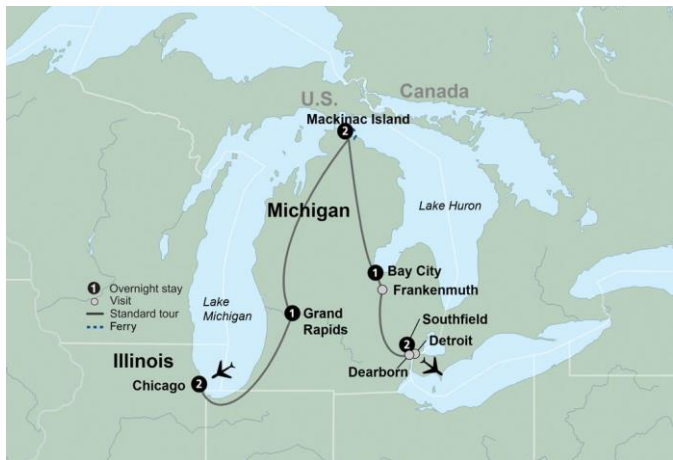 Canada
U.S.
Mackinac Island
2
Michigan
Lake Huron
1
Bay City
Frankenmuth
1 Overnight stay
Visit
Standard tour
Ferry
Lake
Michigan
1
Grand
Rapids
Southfield
2
Detroit
Dearborn
Illinois
Chicago
2